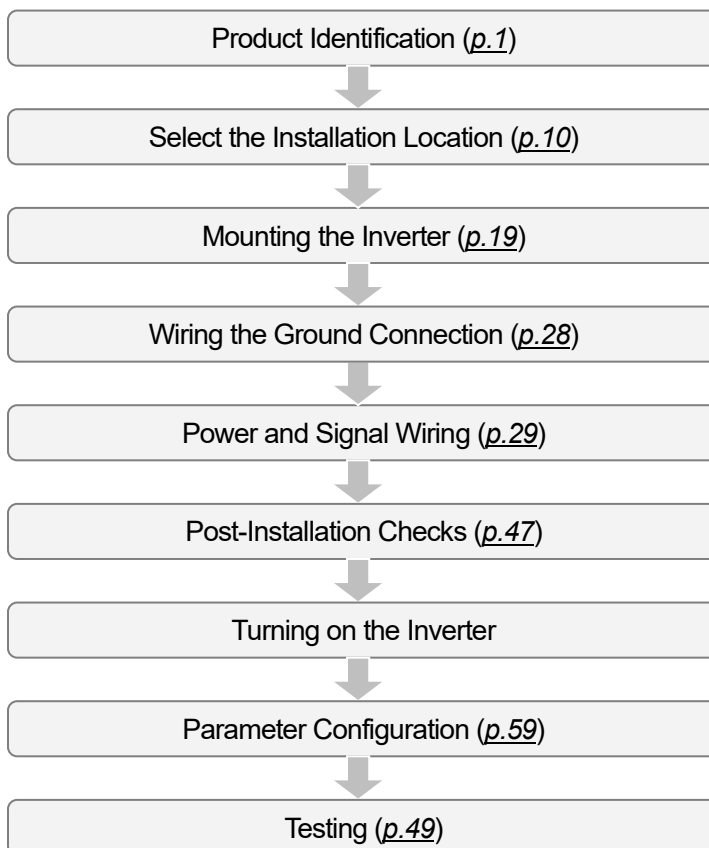 Product Identification (p.1)
Select the Installation Location (p.10)
Mounting the Inverter (p.19)
Wiring the Ground Connection (p.28)
Power and Signal Wiring (p.29)
Post-Installation Checks (p.47)
Turning on the Inverter
Parameter Configuration (p.59)
Testing (p.49)